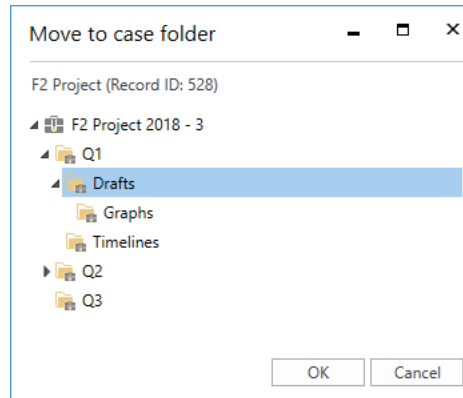 Move to case folder
F2 Project (Record ID: 528)
F2 Project 2018 - 3
Q1
Drafts
Graphs
Timelines
Q2
Q3
OK Cancel